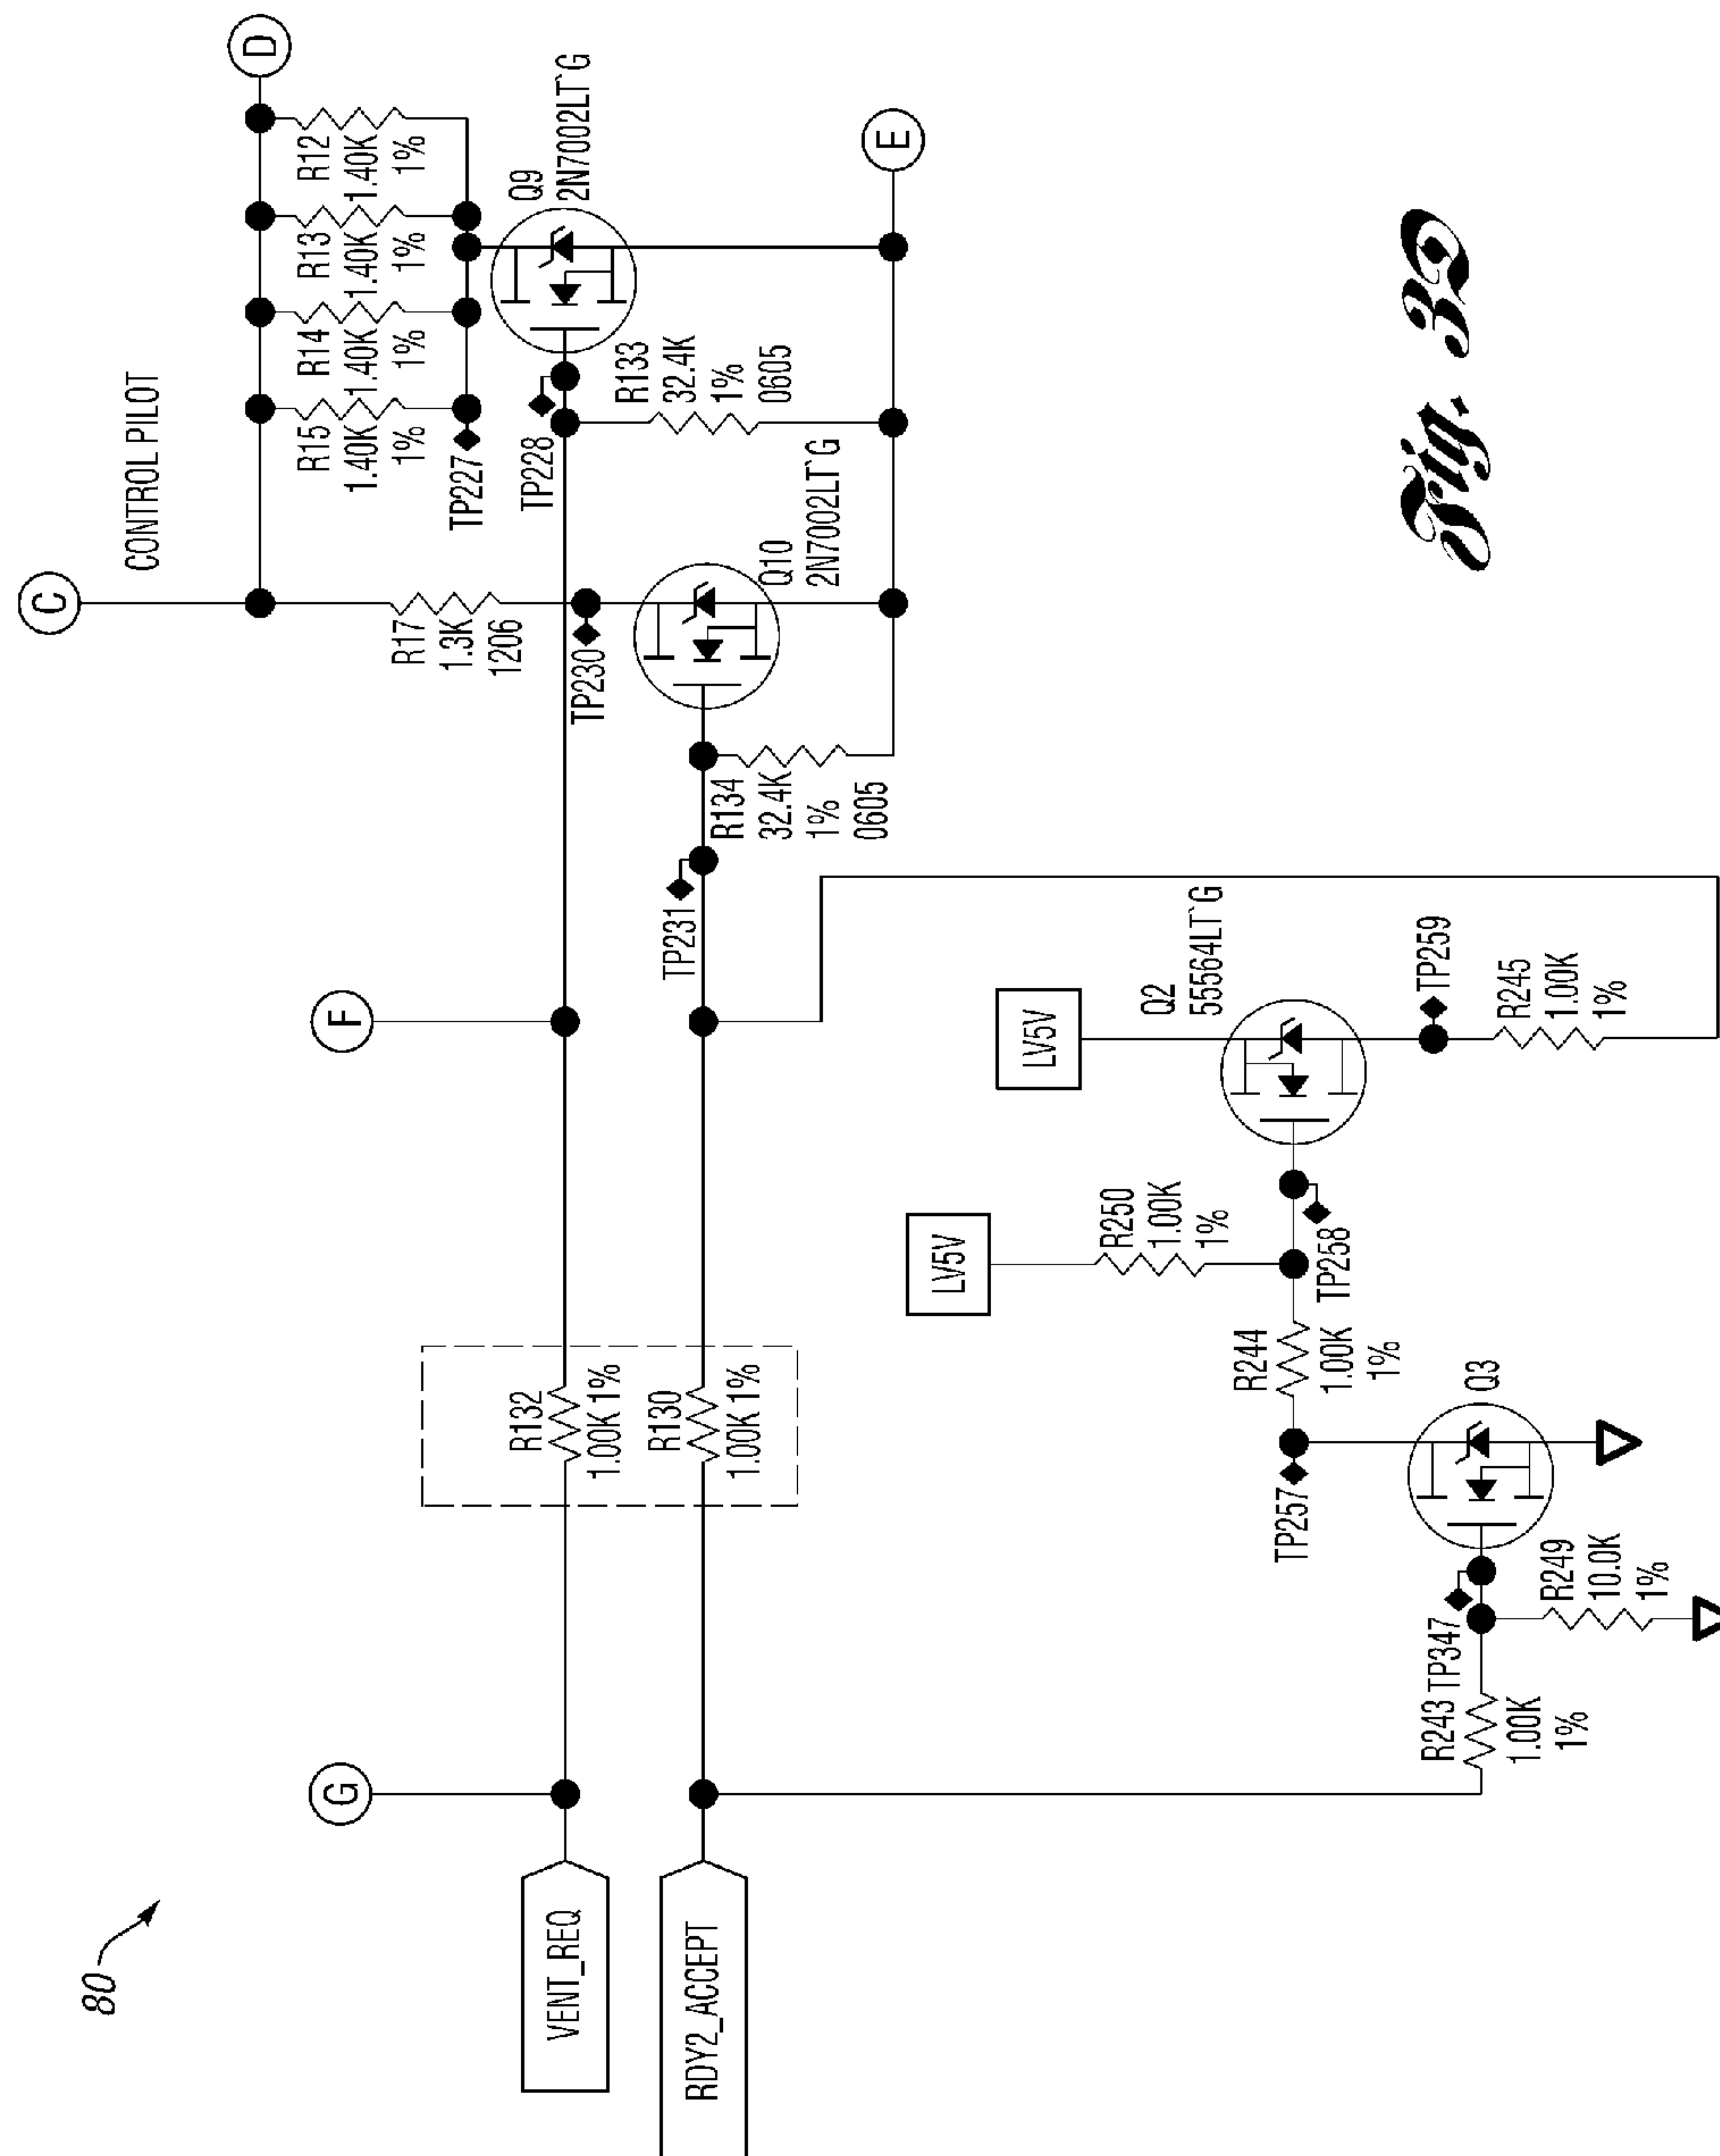 80
G
F
C
D
E
CONTROL PILOT
VENT_REQ
RDY2_ACCEPT
R132
1.00K 1%
R130
1.00K 1%
R17
1.3K
1206
R15
1.40K
1%
R14
1.40K
1%
R13
1.40K
1%
R12
1.40K
1%
TP227
TP228
TP230
TP231
Q9
2N7002LT`G
R133
32.4K
1%
0605
Q10
2N7002LT`G
R134
32.4K
1%
0605
LV5V
LV5V
R250
1.00K
1%
Q2
55564LT`G
TP259
R245
1.00K
1%
TP258
R244
1.00K
1%
TP257
Q3
R243
1.00K
1%
TP347
R249
10.0K
1%
Fig. 3D